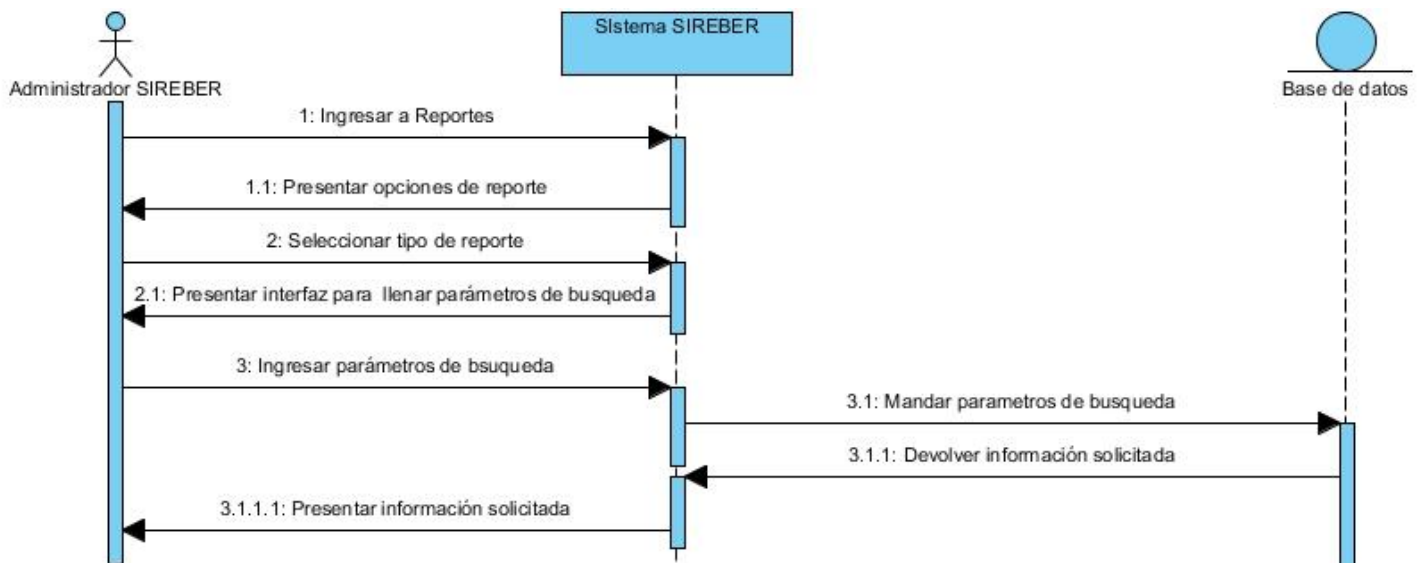 SIstema SIREBER
Administrador SIREBER
Base de datos
1: Ingresar a Reportes
1.1: Presentar opciones de reporte
2: Seleccionar tipo de reporte
2.1: Presentar interfaz para llenar parámetros de busqueda
3: Ingresar parámetros de bsuqueda
3.1: Mandar parametros de busqueda
3.1.1: Devolver información solicitada
3.1.1.1: Presentar información solicitada